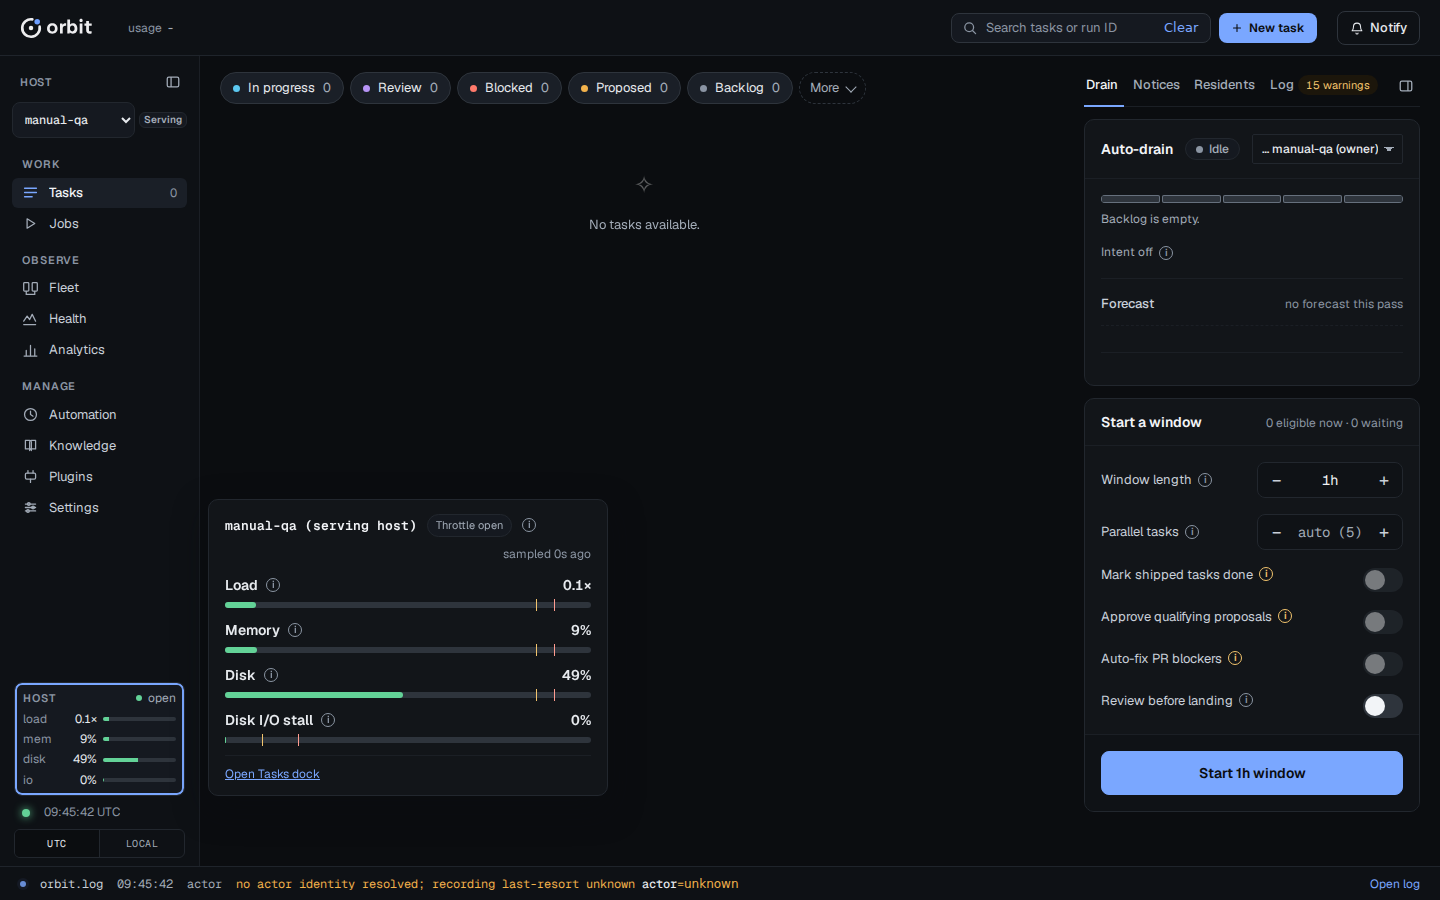 orbit
usage -
Search tasks or run ID
Clear
+ New task
Notify
HOST
manual-qa
Serving
WORK
Tasks 0
Jobs
OBSERVE
Fleet
Health
Analytics
MANAGE
Automation
Knowledge
Plugins
Settings
HOST open
load 0.1×
mem 9%
disk 49%
io 0%
09:45:42 UTC
UTC LOCAL
In progress 0
Review 0
Blocked 0
Proposed 0
Backlog 0
More
No tasks available.
manual-qa (serving host) Throttle open
sampled 0s ago
Load 0.1×
Memory 9%
Disk 49%
Disk I/O stall 0%
Open Tasks dock
Drain Notices Residents Log 15 warnings
Auto-drain Idle … manual-qa (owner)
Backlog is empty.
Intent off
Forecast no forecast this pass
Start a window 0 eligible now · 0 waiting
Window length − 1h +
Parallel tasks − auto (5) +
Mark shipped tasks done
Approve qualifying proposals
Auto-fix PR blockers
Review before landing
Start 1h window
orbit.log 09:45:42 actor no actor identity resolved; recording last-resort unknown actor=unknown
Open log